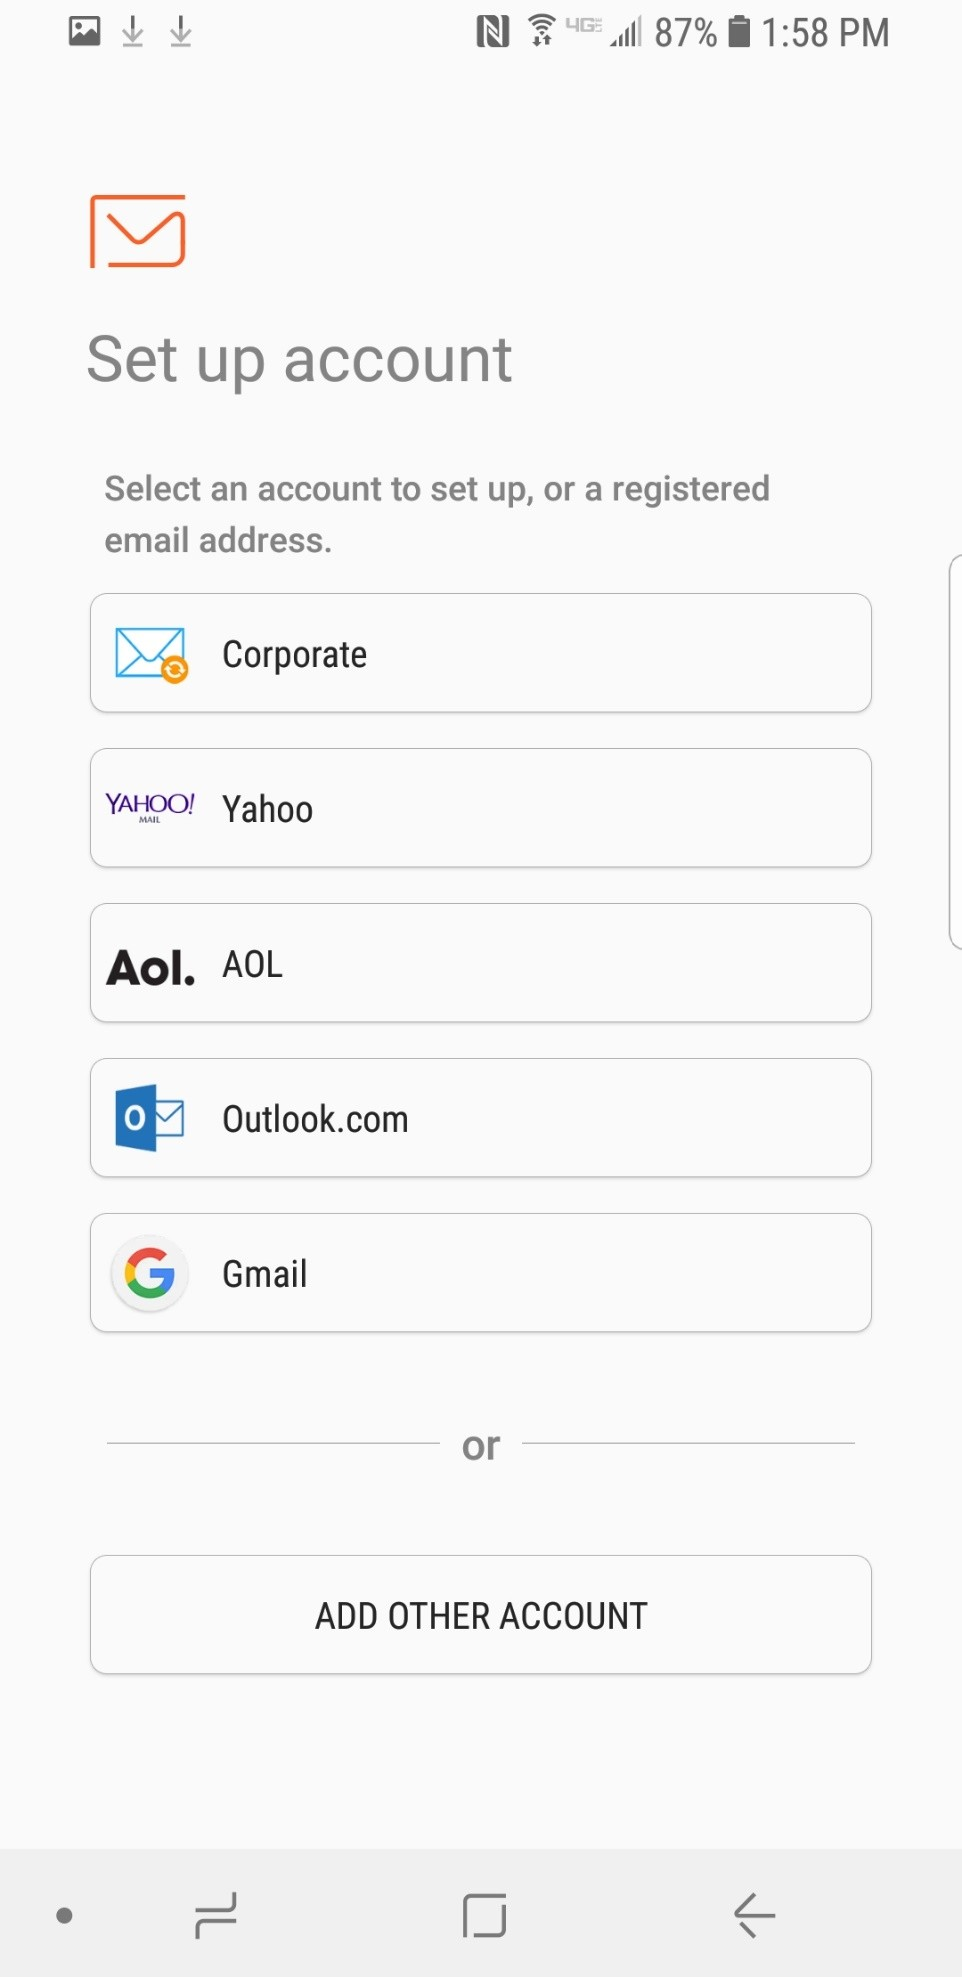 4G 87% 1:58 PM
Set up account
Select an account to set up, or a registered
email address.
Corporate
YAHOO!
MAIL
Yahoo
Aol.
AOL
O
Outlook.com
G
Gmail
or
ADD OTHER ACCOUNT